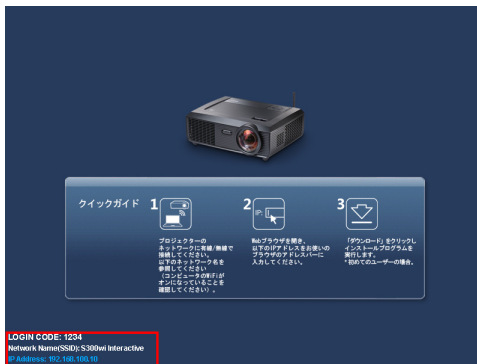 クイックガイド
1
プロジェクターの
ネットワークに有線/無線で
接続してください。
以下のネットワーク名を
参照してください
(コンピュータのWiFiが
オンになっていることを
確認してください)。
2
IP:
Webブラウザを開き、
以下のIPアドレスをお使いの
ブラウザのアドレスバーに
入力してください。
3
「ダウンロード」をクリックし
インストールプログラムを
実行します。
*初めてのユーザーの場合。
LOGIN CODE: 1234
Network Name(SSID): S300wi Interactive
IP Address: 192.168.100.10